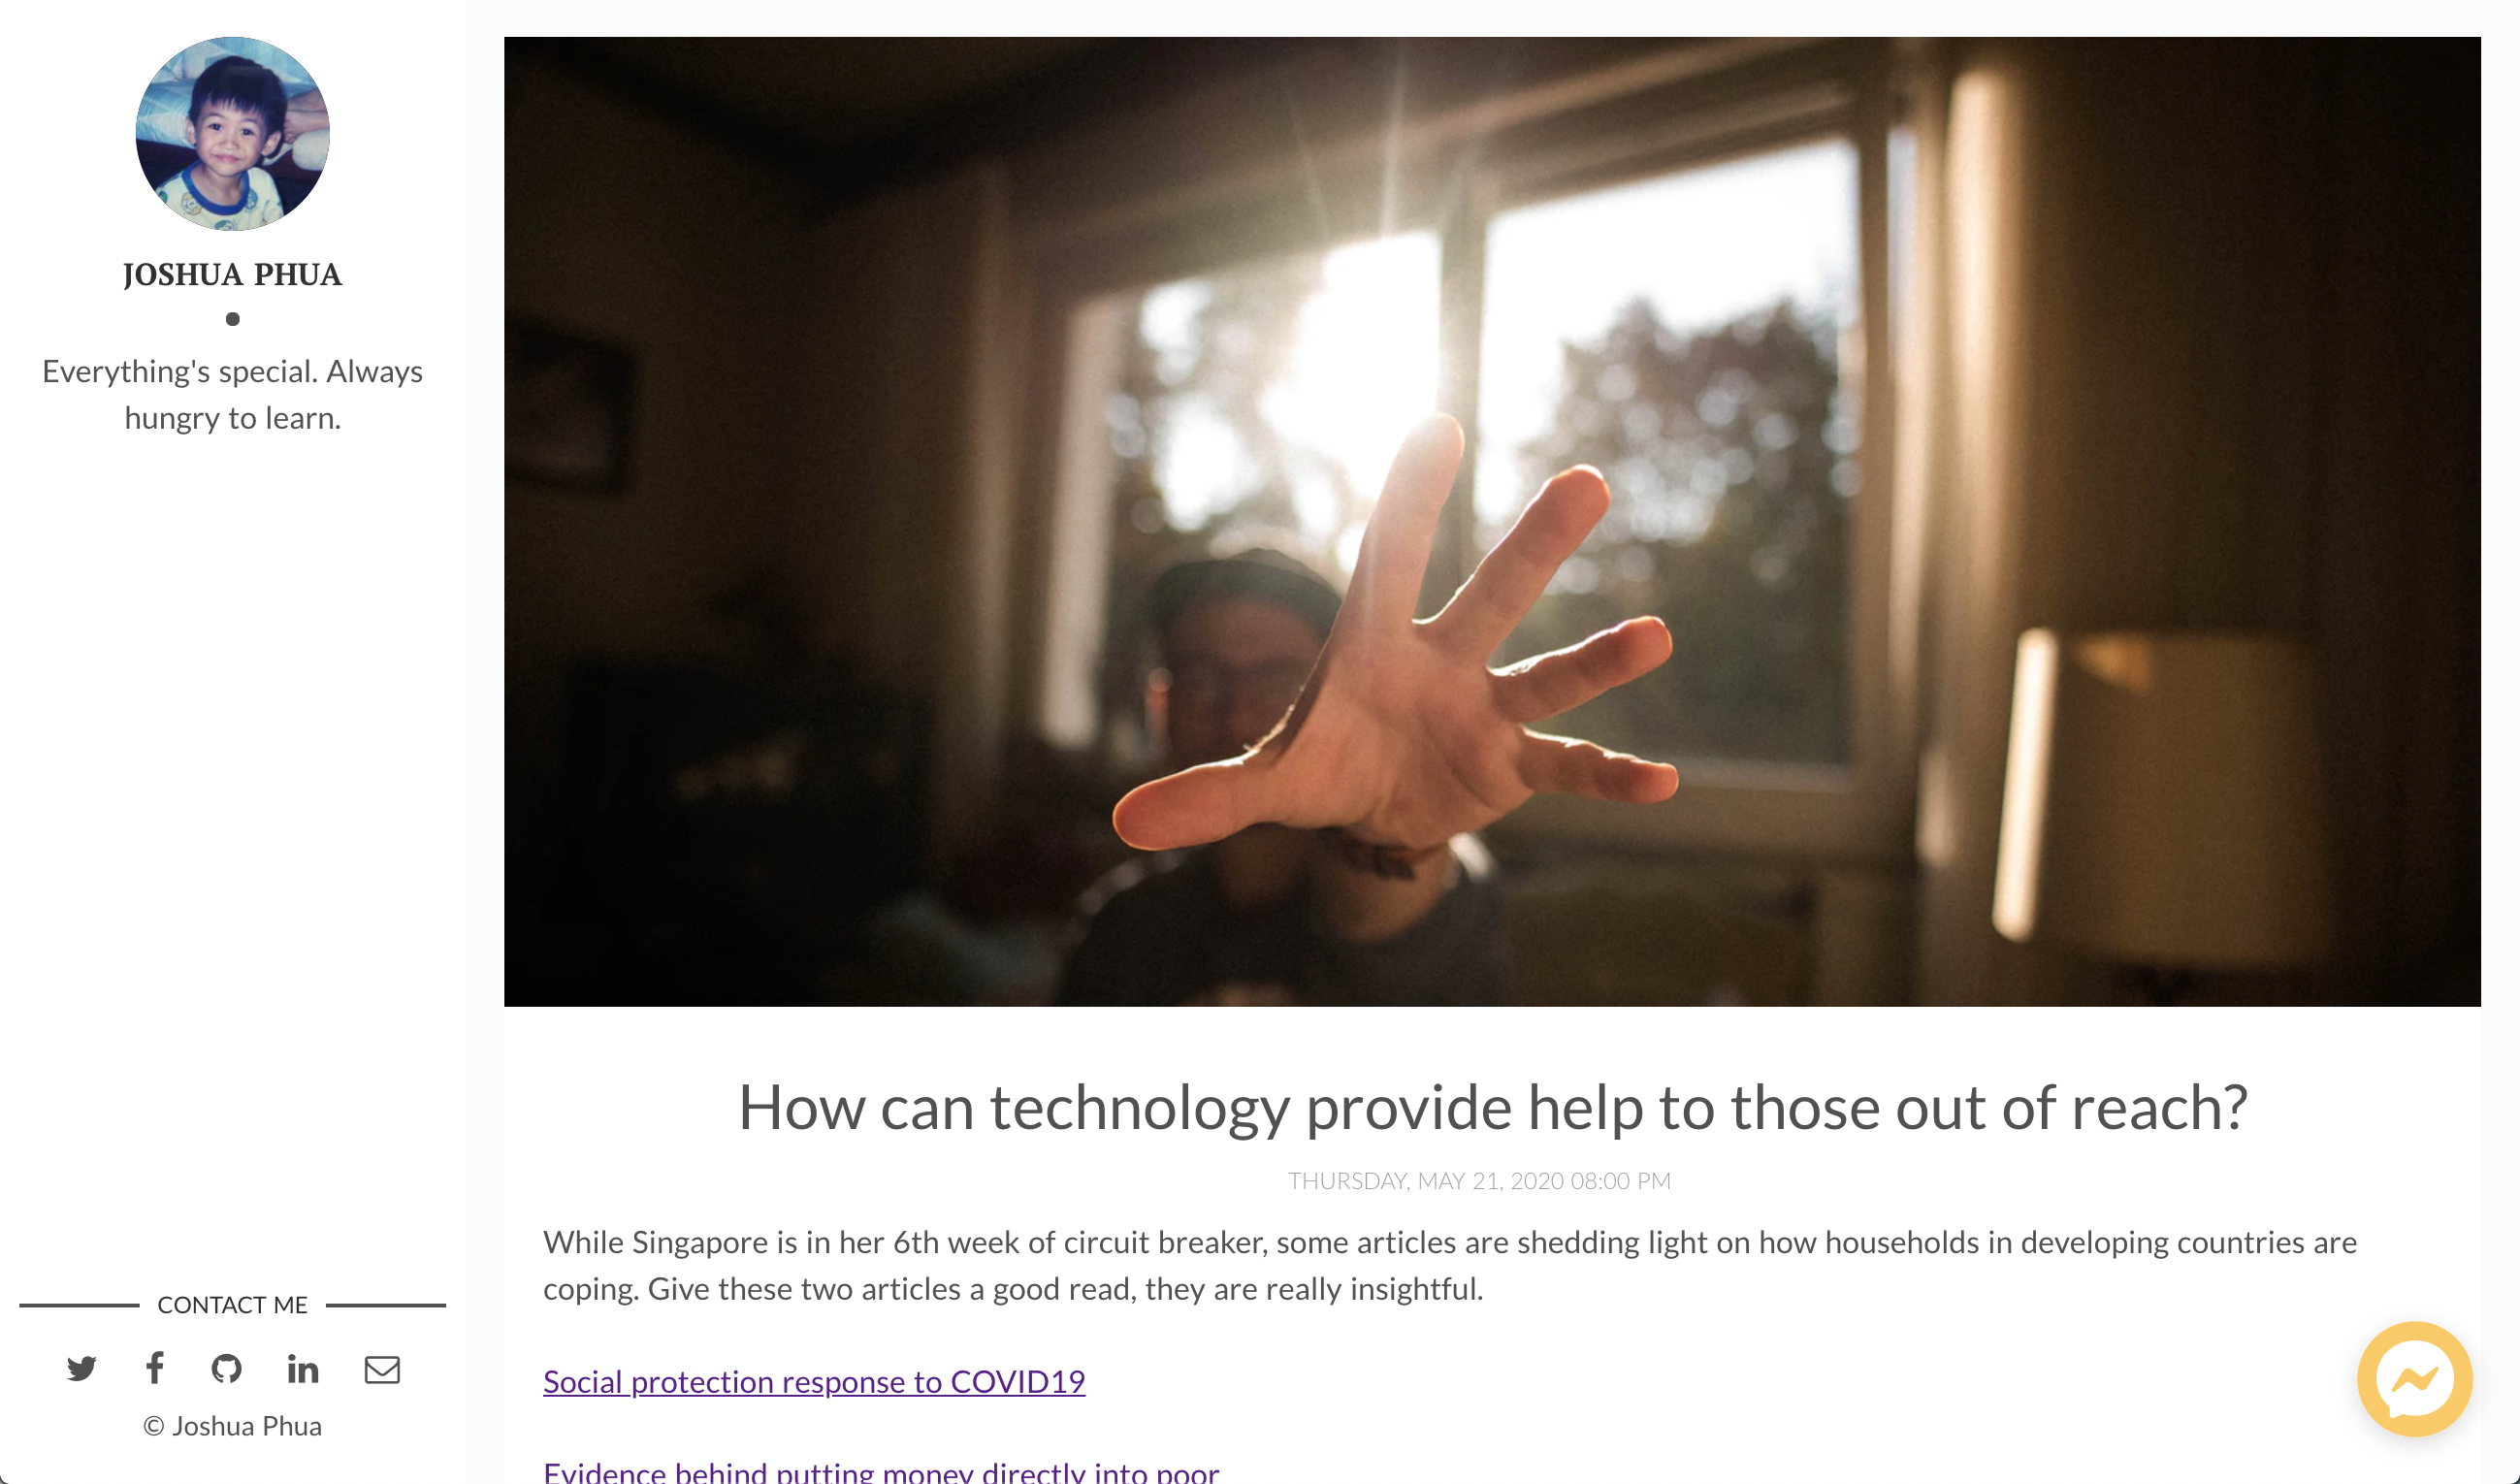 JOSHUA PHUA
Everything's special. Always
hungry to learn.
CONTACT ME
© Joshua Phua
How can technology provide help to those out of reach?
THURSDAY, MAY 21, 2020 08:00 PM
While Singapore is in her 6th week of circuit breaker, some articles are shedding light on how households in developing countries are
coping. Give these two articles a good read, they are really insightful.
Social protection response to COVID19
Evidence behind putting money directly into poor